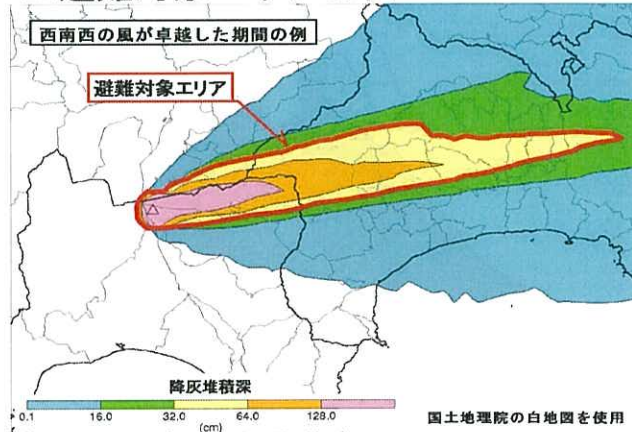 西南西の風が卓越した期間の例
避難対象エリア
降灰堆積深
0.1 16.0 32.0 64.0 128.0
(cm)
国土地理院の白地図を使用